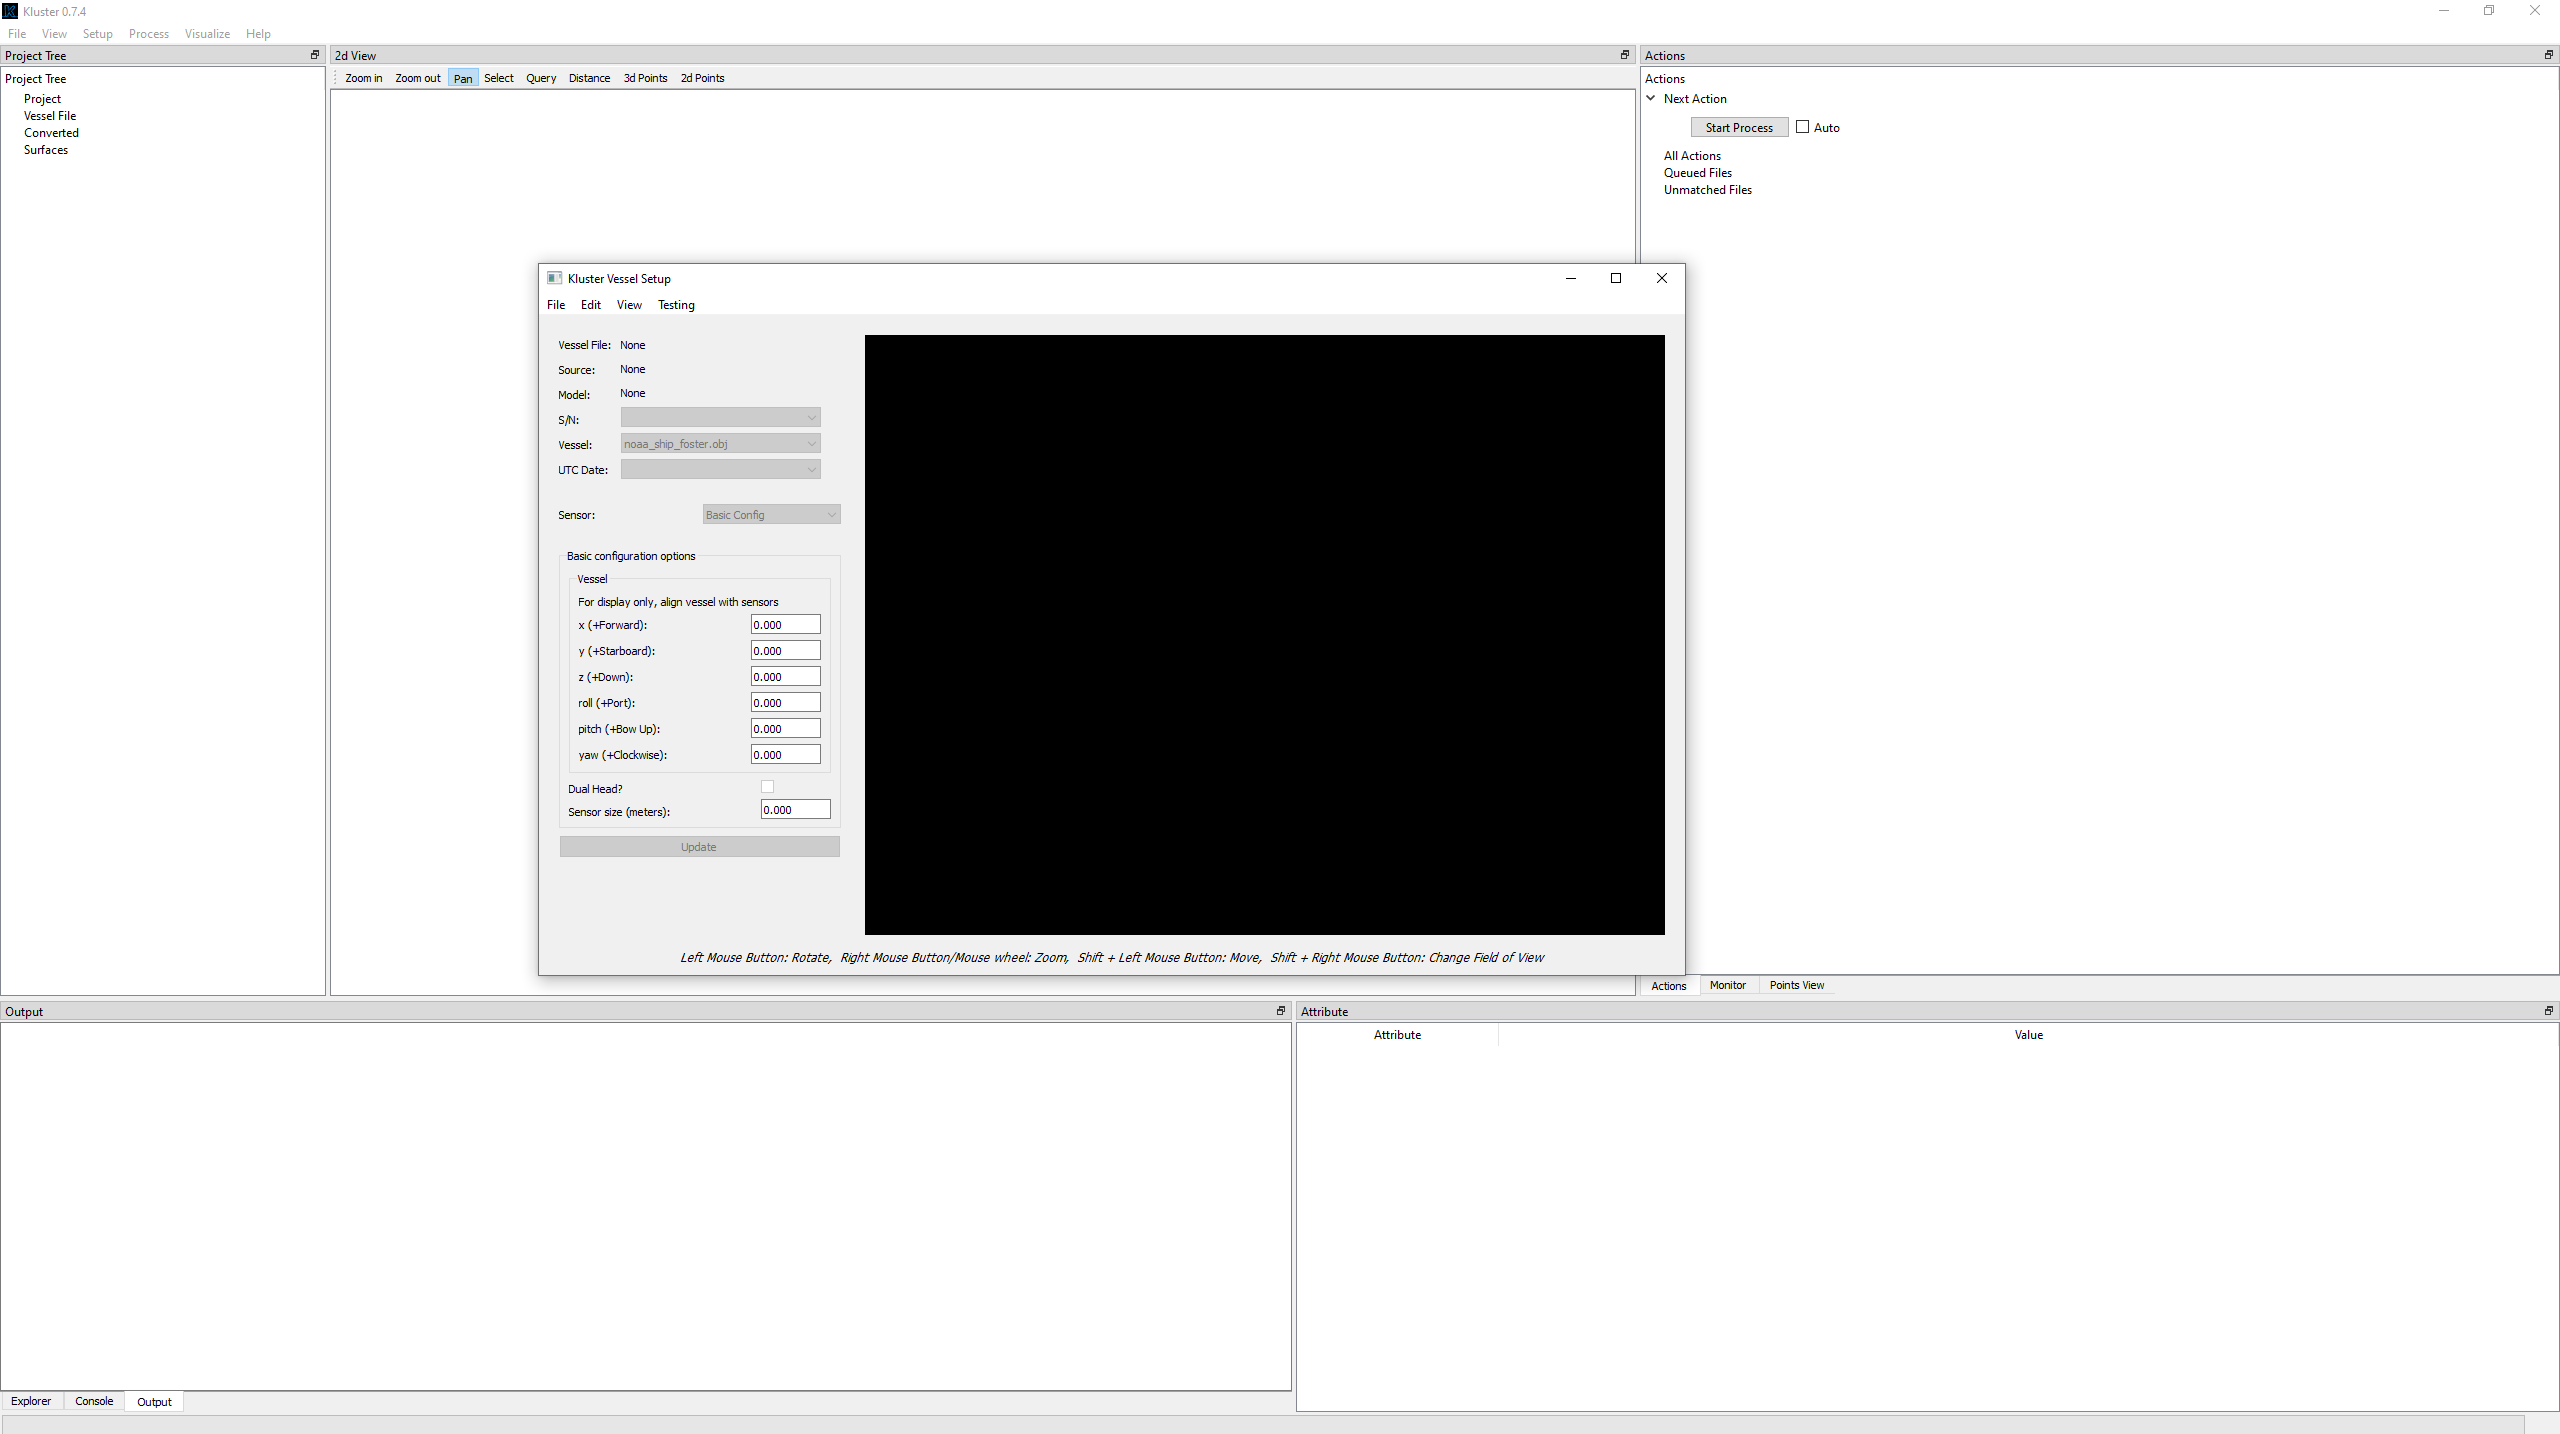 Kluster 0.7.4
File View Setup Process Visualize Help
Project Tree
Project Tree
Project
Vessel File
Converted
Surfaces
2d View
Zoom in Zoom out Pan Select Query Distance 3d Points 2d Points
Actions
Actions
Next Action
Start Process Auto
All Actions
Queued Files
Unmatched Files
Kluster Vessel Setup
File Edit View Testing
Vessel File: None
Source: None
Model: None
S/N:
Vessel: noaa_ship_foster.obj
UTC Date:
Sensor: Basic Config
Basic configuration options
Vessel
For display only, align vessel with sensors
x (+Forward): 0.000
y (+Starboard): 0.000
z (+Down): 0.000
roll (+Port): 0.000
pitch (+Bow Up): 0.000
yaw (+Clockwise): 0.000
Dual Head?
Sensor size (meters): 0.000
Update
Left Mouse Button: Rotate, Right Mouse Button/Mouse wheel: Zoom, Shift + Left Mouse Button: Move, Shift + Right Mouse Button: Change Field of View
Actions Monitor Points View
Output
Explorer Console Output
Attribute
Attribute Value